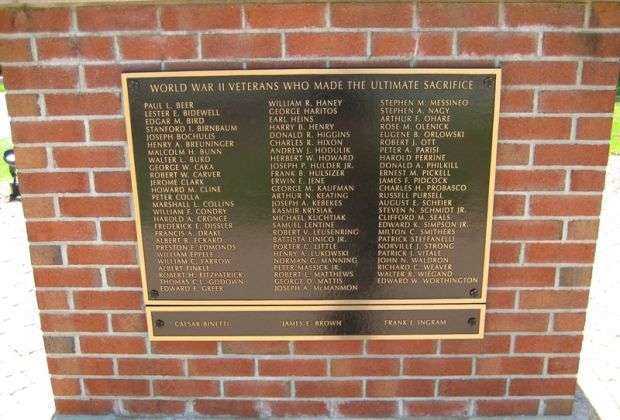 WORLD WAR II VETERANS WHO MADE THE ULTIMATE SACRIFICE
PAUL L. BEER
LESTER E. BIDEWELL
EDGAR M. BIRD
STANFORD I. BIRNBAUM
JOSEPH BOCHULIS
HENRY A. BREUNINGER
MALCOLM H. BUNN
WALTER L. BURD
GEORGE W. CAKA
ROBERT W. CARVER
JEROME CLARK
HOWARD M. CLINE
PETER COLLA
MARSHALL L. COLLINS
WILLIAM F. CONDRY
HAROLD A. CRONCE
FREDERICK L. DISSLER
FRANCIS A. DRAKE
ALBERT R. ECKARD
PRESTON F. EDMONDS
WILLIAM EPPELE
WILLIAM C. FARROW
ALBERT FINKLE
ROBERT H. FITZPATRICK
THOMAS C. L. GODOWN
EDWARD F. GREER
WILLIAM R. HANEY
GEORGE HARITOS
EARL HEINS
HARRY B. HENRY
DONALD R. HIGGINS
CHARLES R. HIXON
ANDREW J. HODULIK
HERBERT W. HOWARD
JOSEPH P. HULDER JR.
FRANK B. HULSIZER
ERWIN E. JENE
GEORGE M. KAUFMAN
ARTHUR N. KEATING
JOSEPH A. KEBEKES
KASMIR KRYSIAK
MICHAEL KUCHTIAK
SAMUEL LENTINE
ROBERT V. LEUSENRING
BATTISTA LINICO JR.
PORTER C. LITTLE
HENRY A. LUKOWSKI
NORMAN G. MANNING
PETER MASSICK JR.
ROBERT L. MATTHEWS
GEORGE O. MATTIS
JOSEPH A. McMANMON
STEPHEN M. MESSINEO
STEPHEN A. NAGY
ARTHUR F. OHARE
ROSE M. OLENICK
EUGENE B. ORLOWSKI
ROBERT J. OTT
PETER A. PARISE
HAROLD PERRINE
DONALD A. PHILKILL
ERNEST M. PICKELL
JAMES F. PIDCOCK
CHARLES H. PROBASCO
RUSSELL PURSELL
AUGUST E. SCHEIER
STEVEN N. SCHMIDT JR.
CLIFFORD M. SEALS
EDWARD K. SIMPSON JR.
MILTON C. SMITHERS
PATRICK STEFFANELLI
NORVILLE J. STRONG
PATRICK J. VITALE
JOHN N. WALDRON
RICHARD C. WEAVER
WALTER R. WIEGAND
EDWARD W. WORTHINGTON
CAESAR BINETTI
JAMES E. BROWN
FRANK J. INGRAM